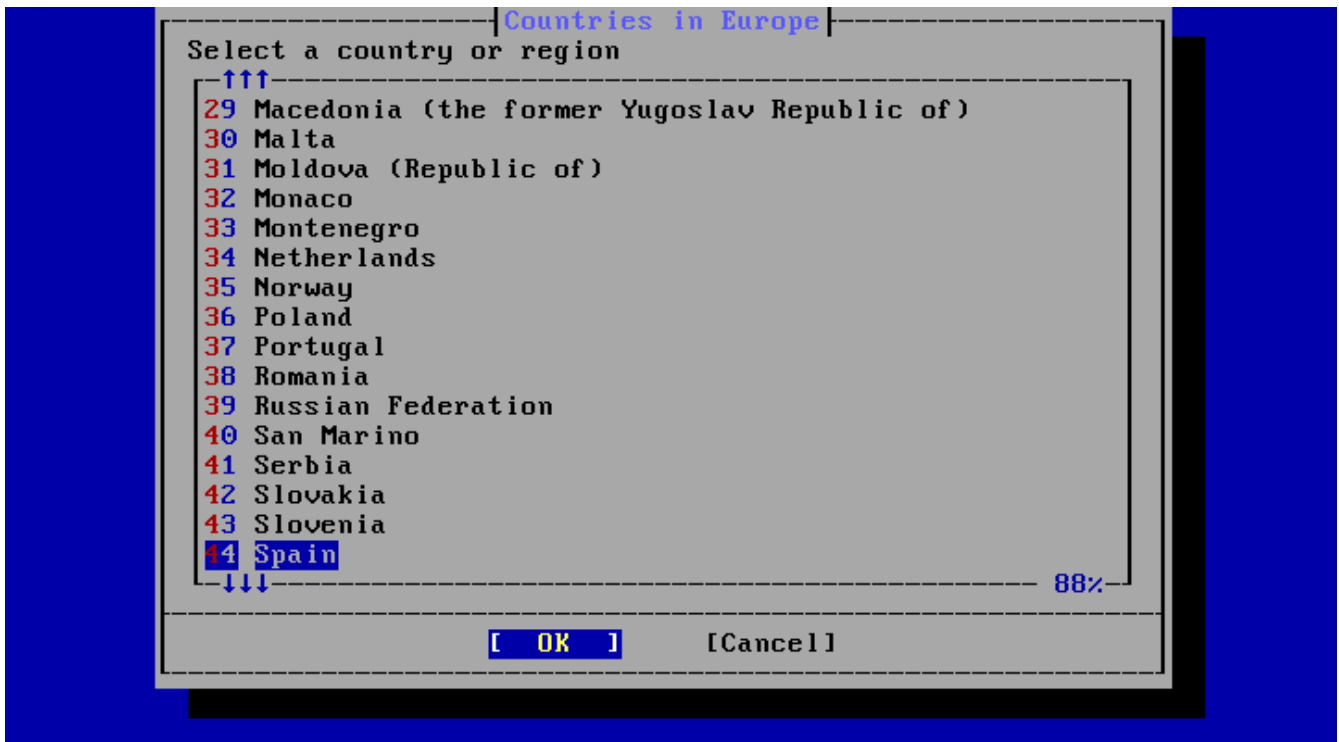 Countries in Europe
Select a country or region
↑↑↑
29 Macedonia (the former Yugoslav Republic of)
30 Malta
31 Moldova (Republic of)
32 Monaco
33 Montenegro
34 Netherlands
35 Norway
36 Poland
37 Portugal
38 Romania
39 Russian Federation
40 San Marino
41 Serbia
42 Slovakia
43 Slovenia
44 Spain
↓↓↓ 88%
[ OK ] [Cancel]